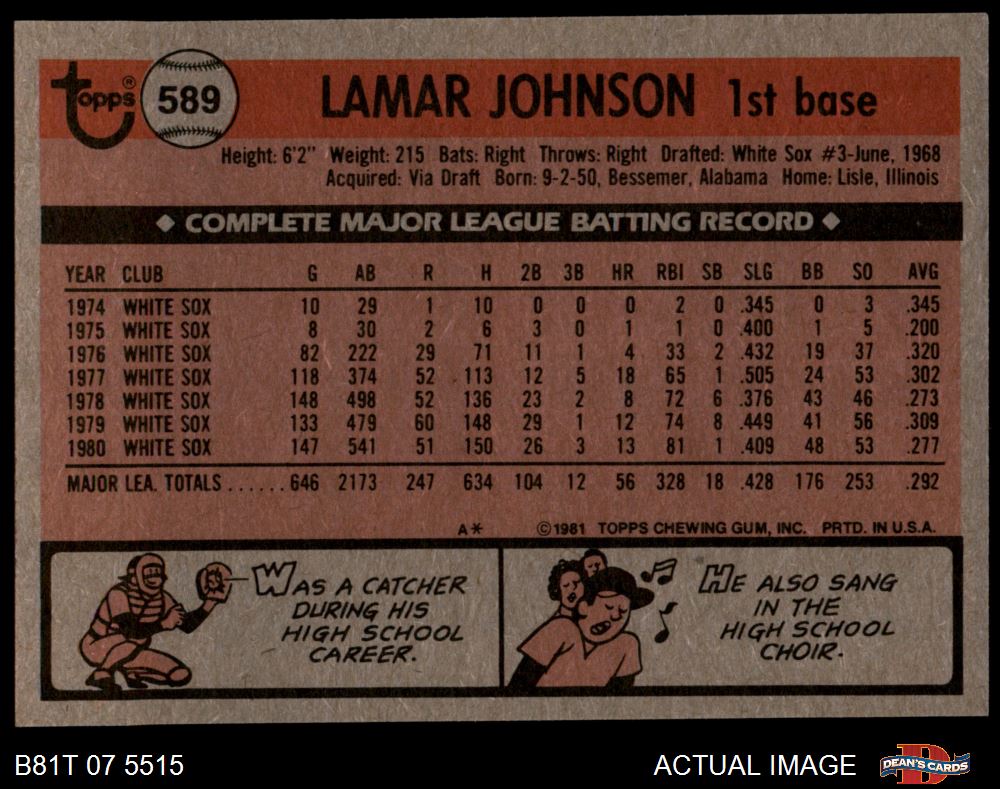 Topps ® 589 LAMAR JOHNSON 1st base
Height: 6'2" Weight: 215 Bats: Right Throws: Right Drafted: White Sox #3-June, 1968
Acquired: Via Draft Born: 9-2-50, Bessemer, Alabama Home: Lisle, Illinois
◆ COMPLETE MAJOR LEAGUE BATTING RECORD ◆
YEAR CLUB G AB R H 2B 3B HR RBI SB SLG BB SO AVG
1974 WHITE SOX 10 29 1 10 0 0 0 2 0 .345 0 3 .345
1975 WHITE SOX 8 30 2 6 3 0 1 1 0 .400 1 5 .200
1976 WHITE SOX 82 222 29 71 11 1 4 33 2 .432 19 37 .320
1977 WHITE SOX 118 374 52 113 12 5 18 65 1 .505 24 53 .302
1978 WHITE SOX 148 498 52 136 23 2 8 72 6 .376 43 46 .273
1979 WHITE SOX 133 479 60 148 29 1 12 74 8 .449 41 56 .309
1980 WHITE SOX 147 541 51 150 26 3 13 81 1 .409 48 53 .277
MAJOR LEA. TOTALS ...... 646 2173 247 634 104 12 56 328 18 .428 176 253 .292
A* ©1981 TOPPS CHEWING GUM, INC. PRTD. IN U.S.A.
WAS A CATCHER
DURING HIS
HIGH SCHOOL
CAREER.
HE ALSO SANG
IN THE
HIGH SCHOOL
CHOIR.
B81T 07 5515 ACTUAL IMAGE D DEAN'S CARDS